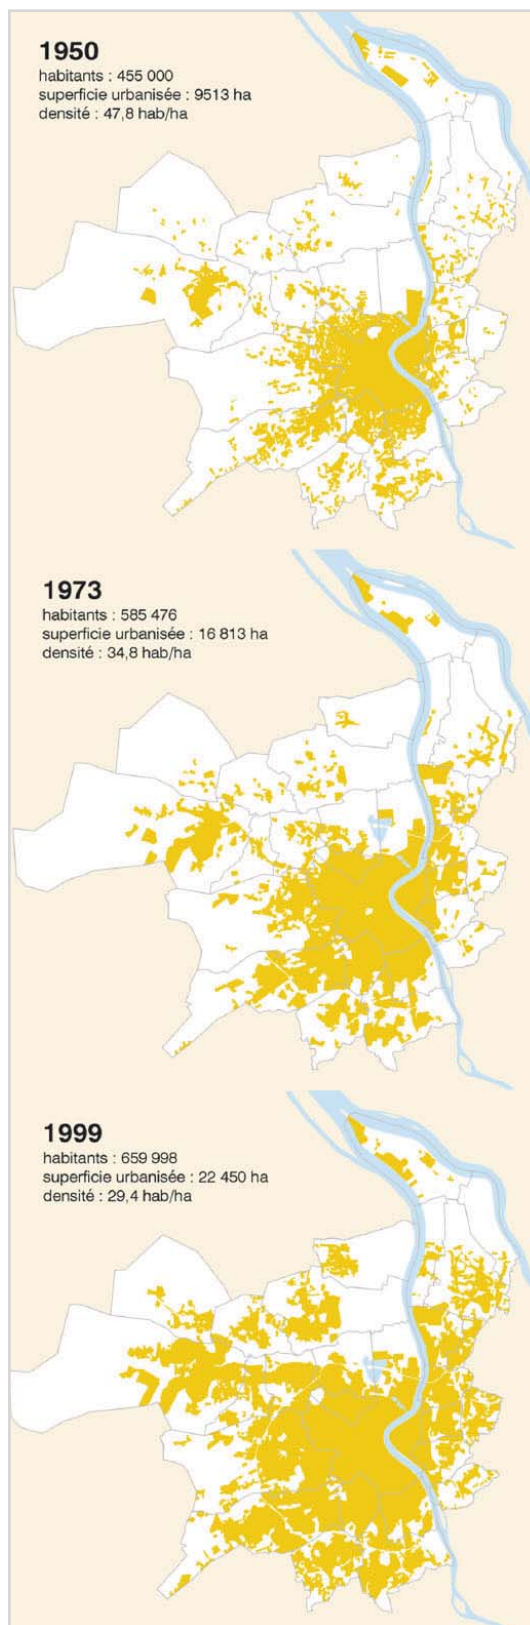 1950
habitants : 455 000
superficie urbanisée : 9513 ha
densité : 47,8 hab/ha
1973
habitants : 585 476
superficie urbanisée : 16 813 ha
densité : 34,8 hab/ha
1999
habitants : 659 998
superficie urbanisée : 22 450 ha
densité : 29,4 hab/ha